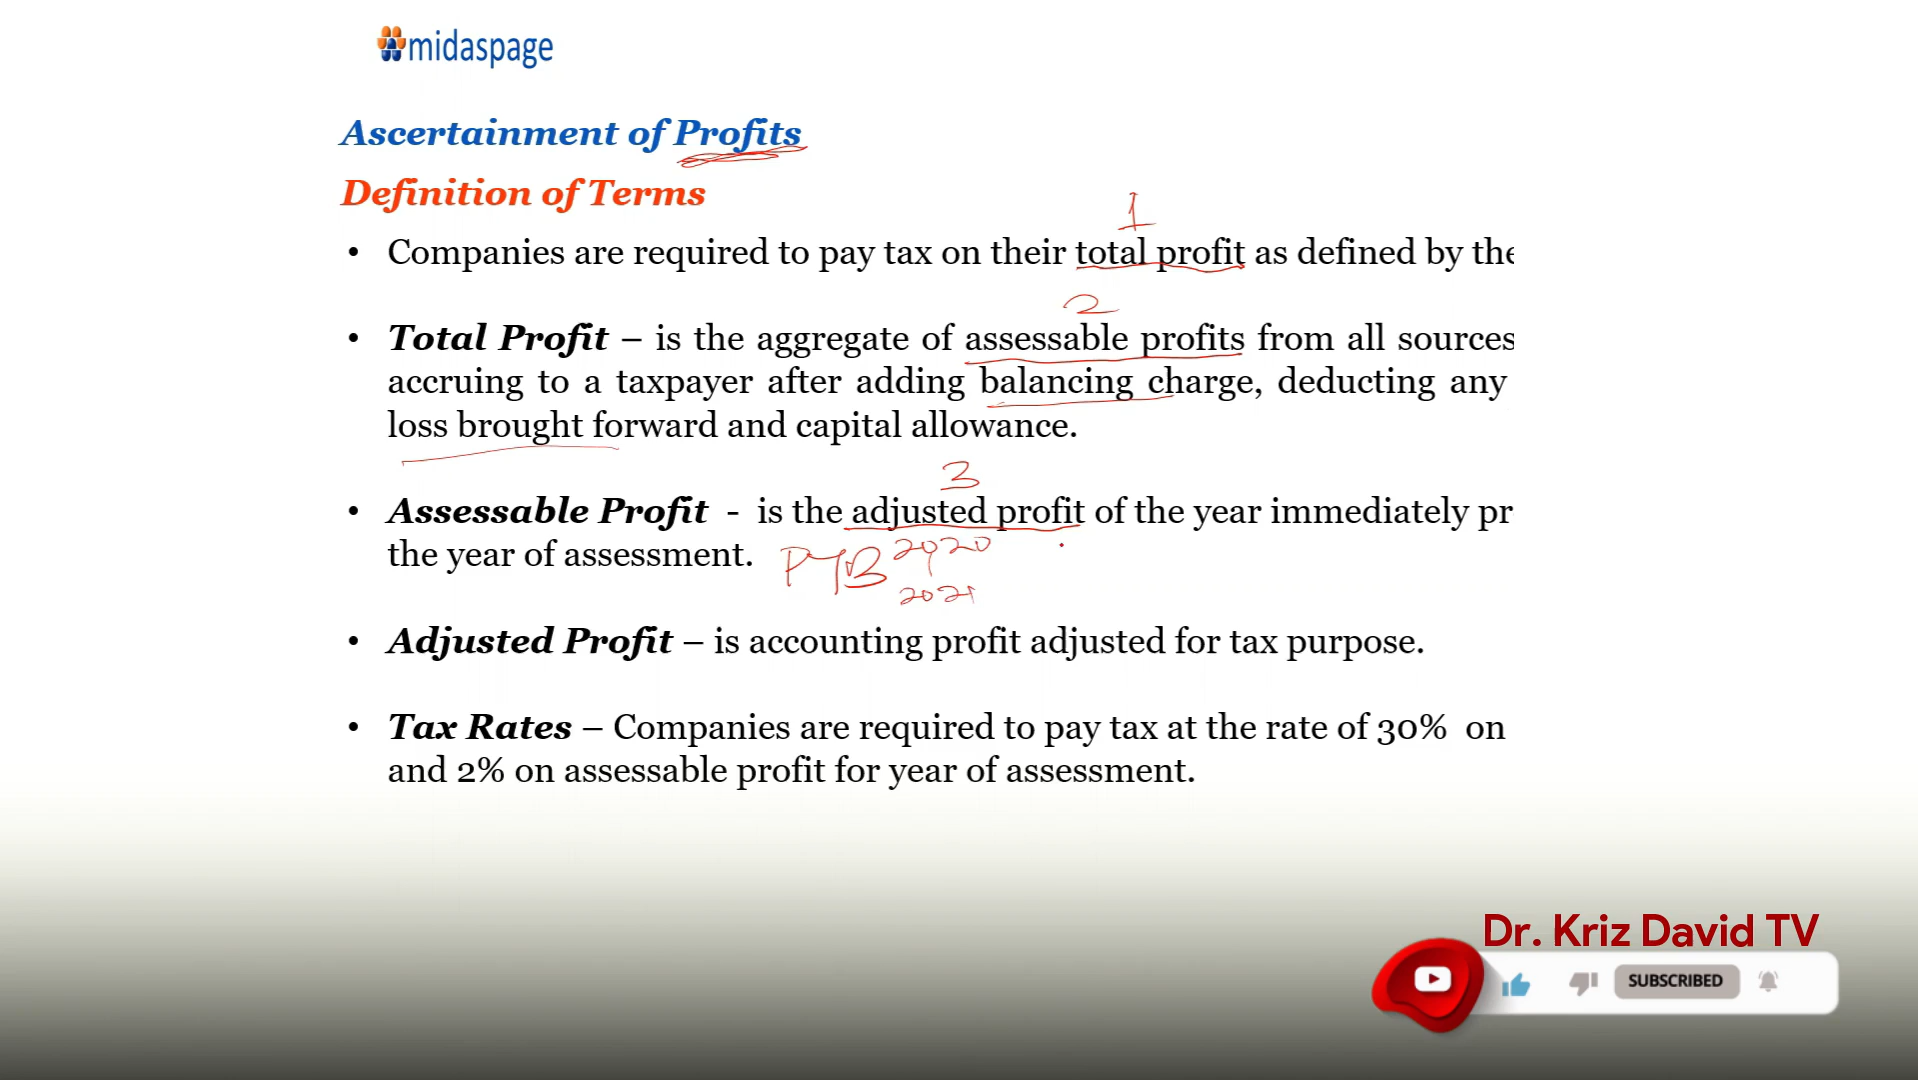 midaspage
Ascertainment of Profits
Definition of Terms
1
• Companies are required to pay tax on their total profit as defined by the
2
• Total Profit – is the aggregate of assessable profits from all sources
accruing to a taxpayer after adding balancing charge, deducting any
loss brought forward and capital allowance.
3
• Assessable Profit - is the adjusted profit of the year immediately pr
the year of assessment. PYB 2020
2021
• Adjusted Profit – is accounting profit adjusted for tax purpose.
• Tax Rates – Companies are required to pay tax at the rate of 30% on
and 2% on assessable profit for year of assessment.
Dr. Kriz David TV
SUBSCRIBED